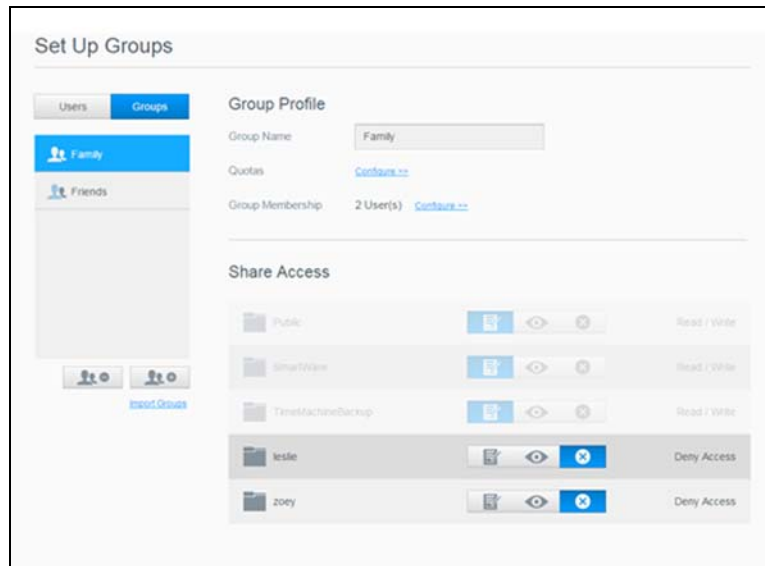 Set Up Groups
Users Groups
Family
Friends
Import Groups
Group Profile
Group Name Family
Quotas Configure >>
Group Membership 2 User(s) Configure >>
Share Access
Public Read / Write
SmartWare Read / Write
TimeMachineBackup Read / Write
leslie Deny Access
zoey Deny Access